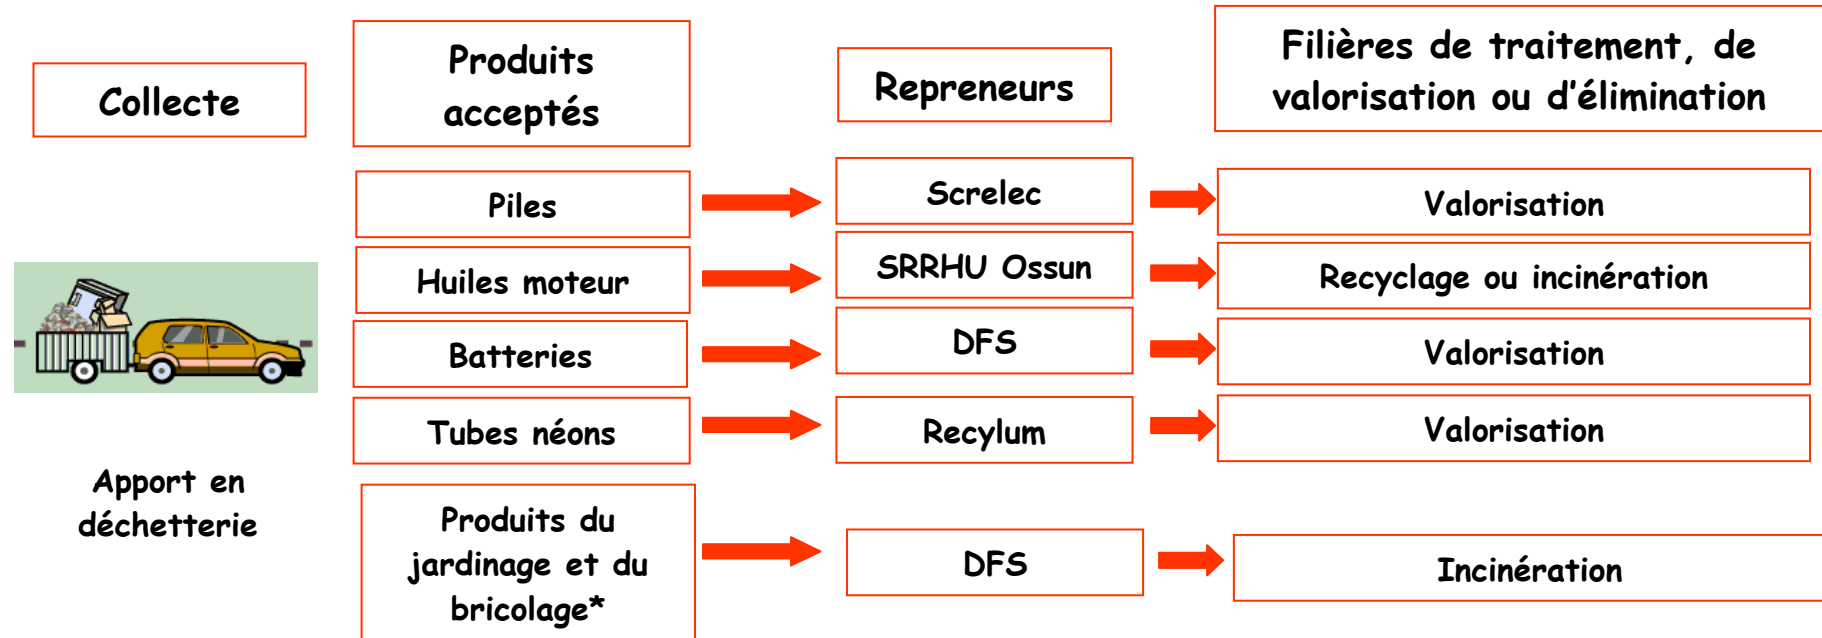 Collecte
Produits
acceptés
Repreneurs
Filières de traitement, de
valorisation ou d'élimination
Piles
Screlec
Valorisation
Huiles moteur
SRRHU Ossun
Recyclage ou incinération
Batteries
DFS
Valorisation
Tubes néons
Recylum
Valorisation
Apport en
déchetterie
Produits du
jardinage et du
bricolage*
DFS
Incinération